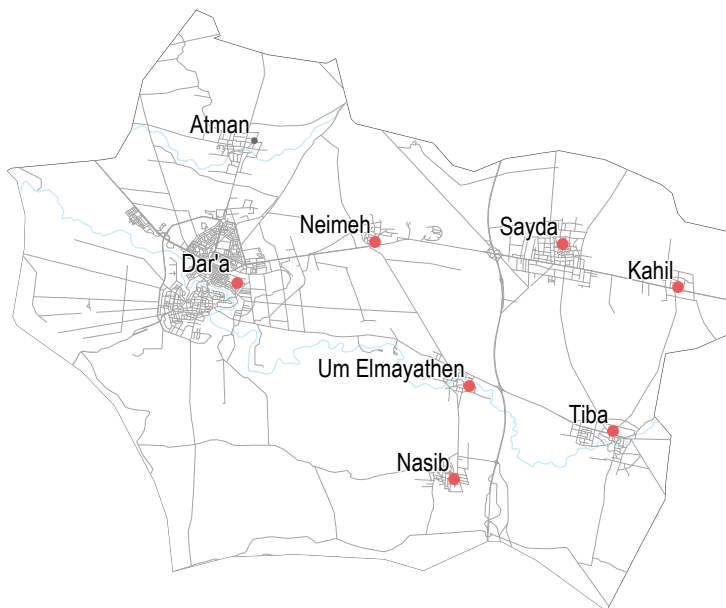 Atman
Neimeh
Sayda
Dar'a
Kahil
Um Elmayathen
Tiba
Nasib